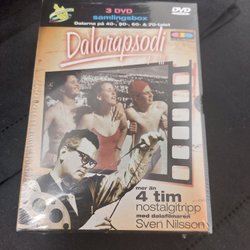 3 DVD
DVD
samlingsbox
Dalarna på 40-, 50-, 60- & 70-talet
Dalarapsodi
mer än
4 tim
nostalgitripp
med dalafilmaren
Sven Nilsson